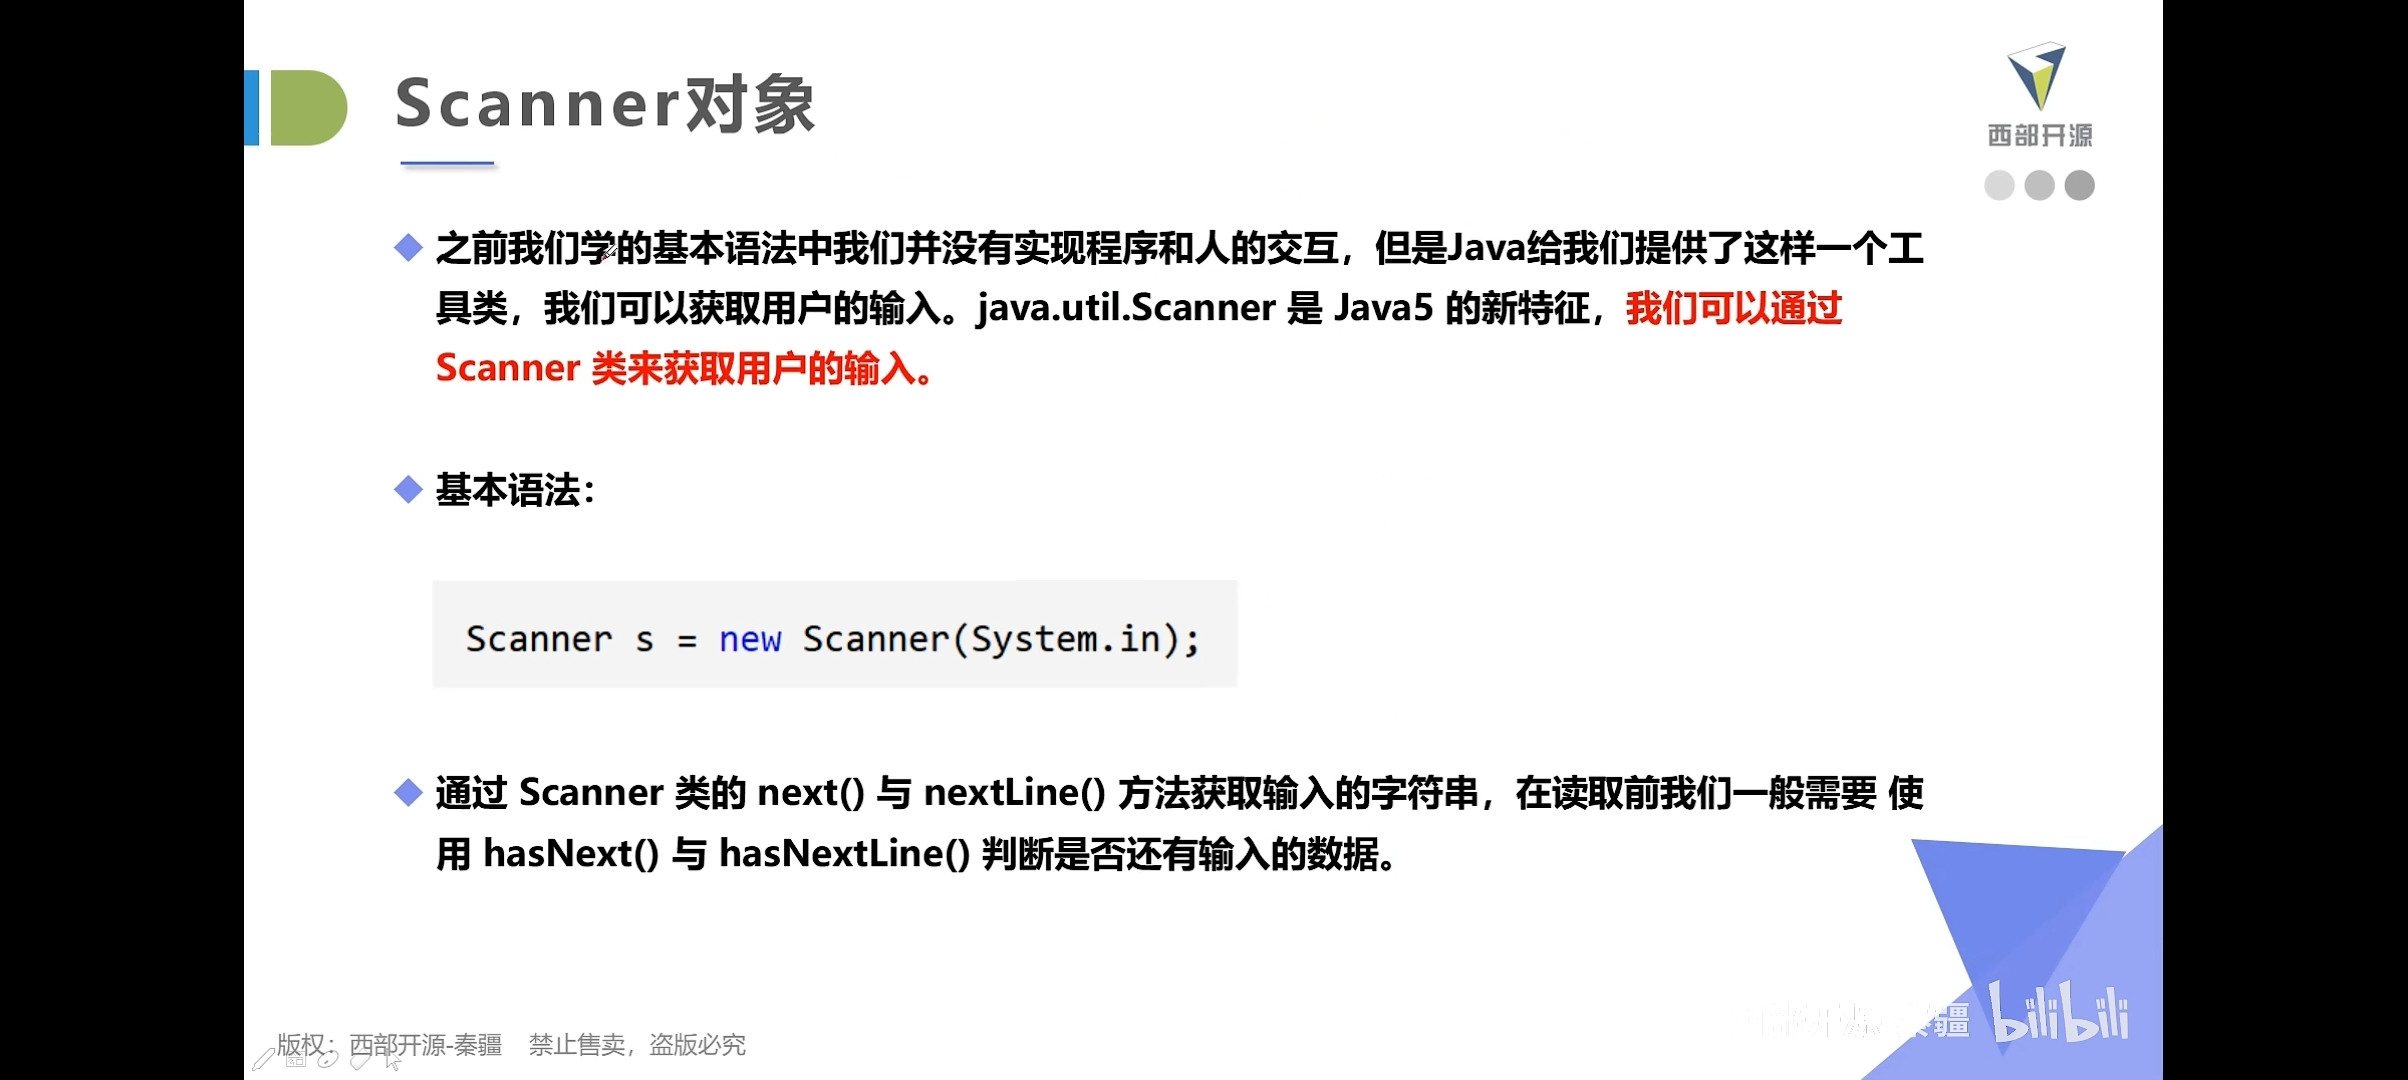 Scanner对象
西部开源
之前我们学的基本语法中我们并没有实现程序和人的交互，但是Java给我们提供了这样一个工
具类，我们可以获取用户的输入。java.util.Scanner 是 Java5 的新特征，我们可以通过
Scanner 类来获取用户的输入。
基本语法：
Scanner s = new Scanner(System.in);
通过 Scanner 类的 next() 与 nextLine() 方法获取输入的字符串，在读取前我们一般需要 使
用 hasNext() 与 hasNextLine() 判断是否还有输入的数据。
疆 bilibili
版权：西部开源-秦疆 禁止售卖，盗版必究